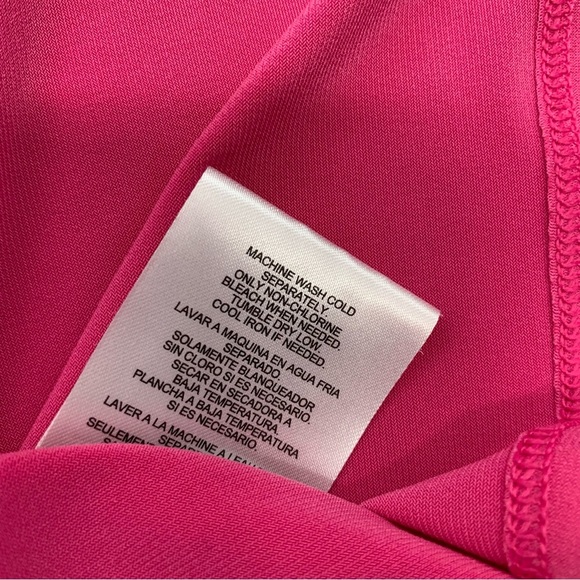 MACHINE WASH COLD
SEPARATELY.
ONLY NON-CHLORINE
BLEACH WHEN NEEDED.
TUMBLE DRY LOW.
COOL IRON IF NEEDED.
LAVAR A MAQUINA EN AGUA FRIA
SEPARADO
SOLAMENTE BLANQUEADOR
SIN CLORO SI ES NECESARIO.
SECAR EN SECADORA A
BAJA TEMPERATURA
PLANCHA A BAJA TEMPERATURA
SI ES NECESARIO.
LAVER A LA MACHINE A
SEULEMENT